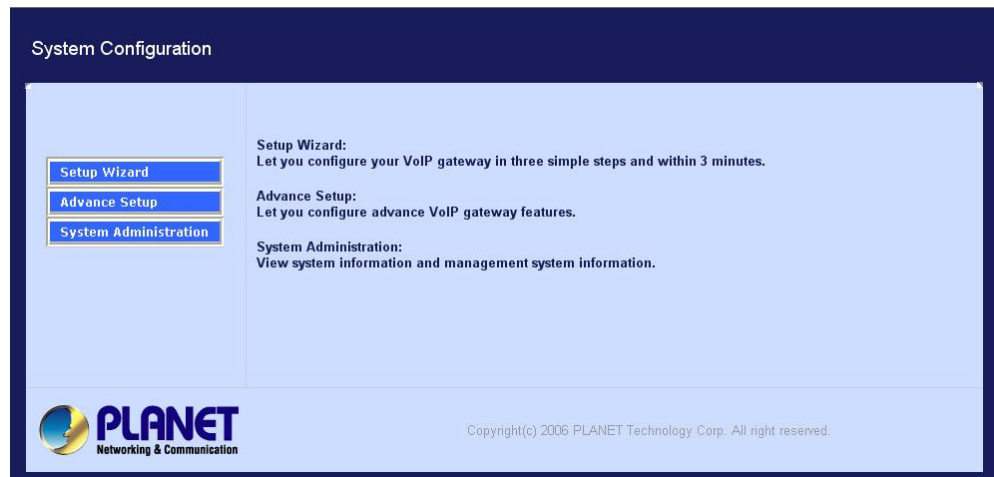 System Configuration
Setup Wizard
Advance Setup
System Administration
Setup Wizard:
Let you configure your VoIP gateway in three simple steps and within 3 minutes.
Advance Setup:
Let you configure advance VoIP gateway features.
System Administration:
View system information and management system information.
PLANET
Networking & Communication
Copyright(c) 2006 PLANET Technology Corp. All right reserved.